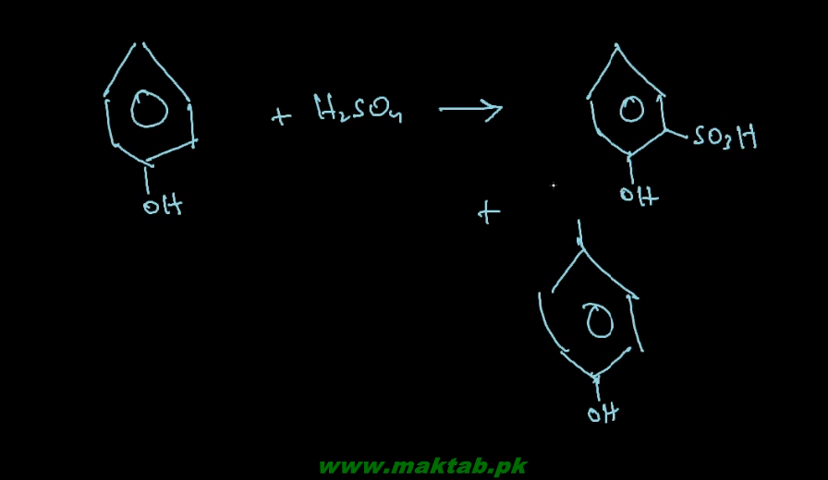 + H₂SO₄ →
SO₃H
OH
OH
+
OH
www.maktab.pk